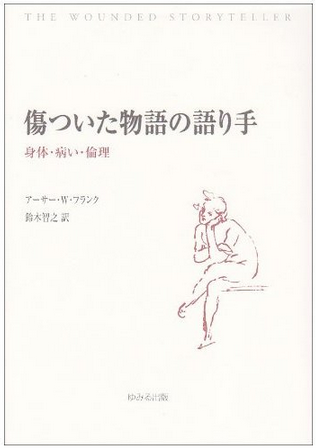 THE WOUNDED STORYTELLER
傷ついた物語の語り手
身体・病い・倫理
アーサー・W・フランク
鈴木智之 訳
ゆみる出版